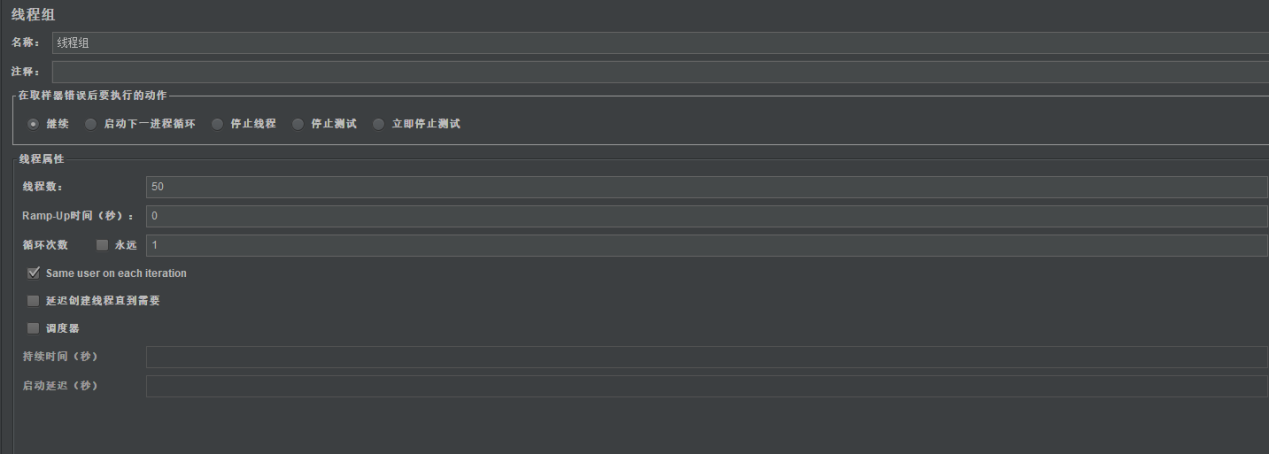 线程组
名称： 线程组
注释：
在取样器错误后要执行的动作
继续 启动下一进程循环 停止线程 停止测试 立即停止测试
线程属性
线程数： 50
Ramp-Up时间（秒）： 0
循环次数 永远 1
Same user on each iteration
延迟创建线程直到需要
调度器
持续时间（秒）
启动延迟（秒）